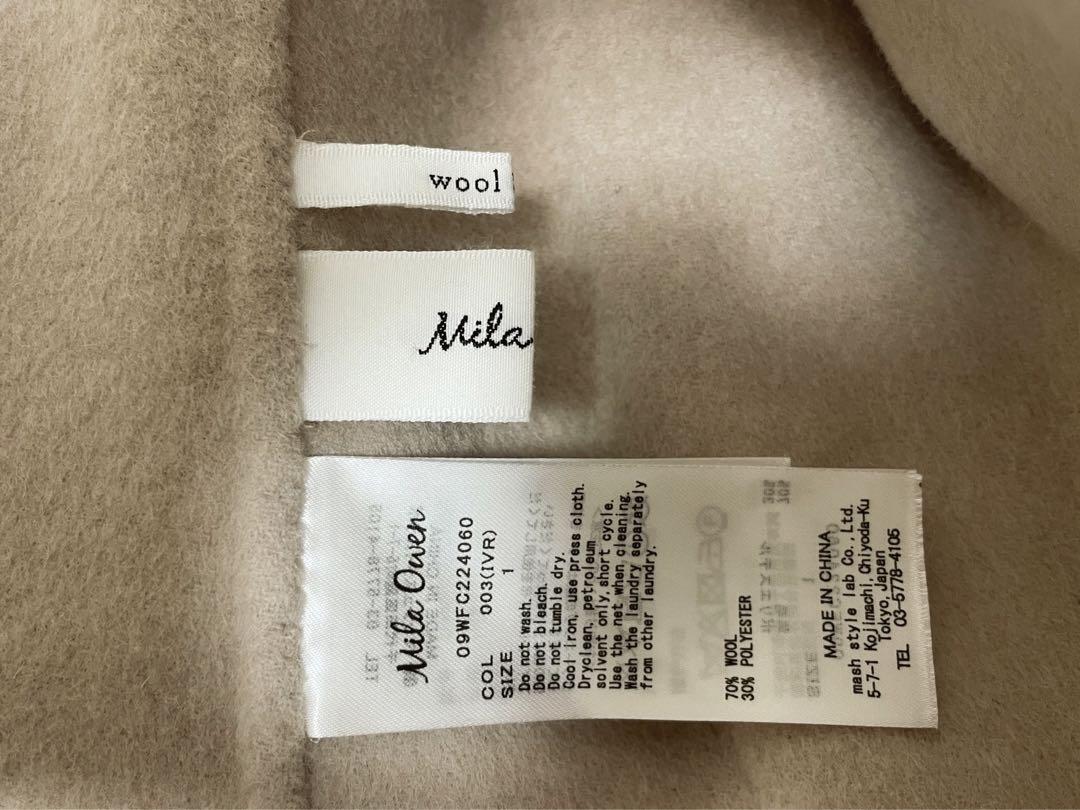 wool
Mila
Mila Owen
09WFC224060
COL 003(IVR)
SIZE 1
Do not wash.
Do not bleach.
Do not tumble dry.
Cool iron, use press cloth.
Dryclean, petroleum
solvent only, short cycle.
Use the net when cleaning.
Wash the laundry separately
from other laundry.
70% WOOL
30% POLYESTER
MADE IN CHINA
mash style lab Co., Ltd.
5-7-1 Kojimachi, Chiyoda-Ku
Tokyo, Japan
TEL 03-5778-4105